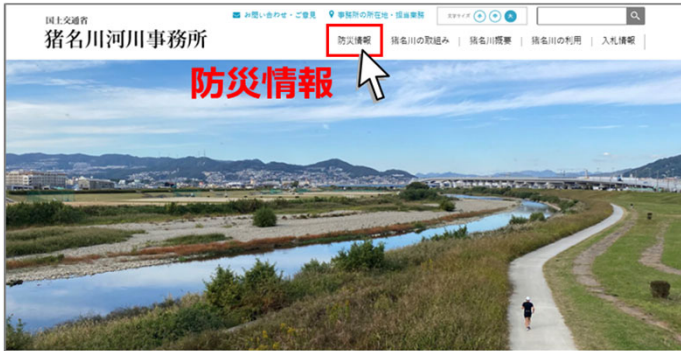 国土交通省
猪名川河川事務所
お問い合わせ・ご意見
事務所の所在地・担当業務
文字サイズ 小 中 大
防災情報 | 猪名川の取組み | 猪名川概要 | 猪名川の利用 | 入札情報
防災情報